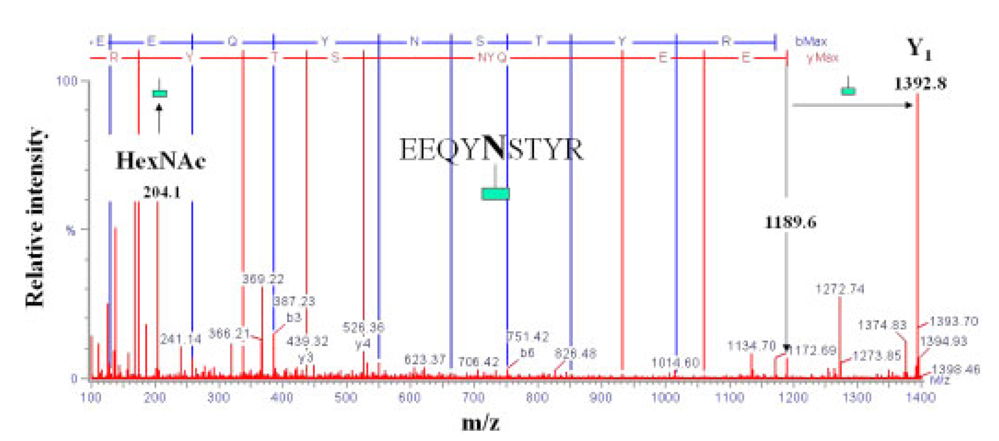 E E Q Y N S T Y R bMax
R Y T S NYQ E E yMax
Y1
100
1392.8
HexNAc
EEQYNSTYR
204.1
Relative intensity
%
1189.6
369.22
387.23
b3
1272.74
241.14
366.21
439.32
y3
526.36
y4
751.42
b6
1374.83
1393.70
623.37
706.42
826.48
1014.60
1134.70
1172.69
1273.85
1394.93
1398.46
0
M/z
100 200 300 400 500 600 700 800 900 1000 1100 1200 1300 1400
m/z